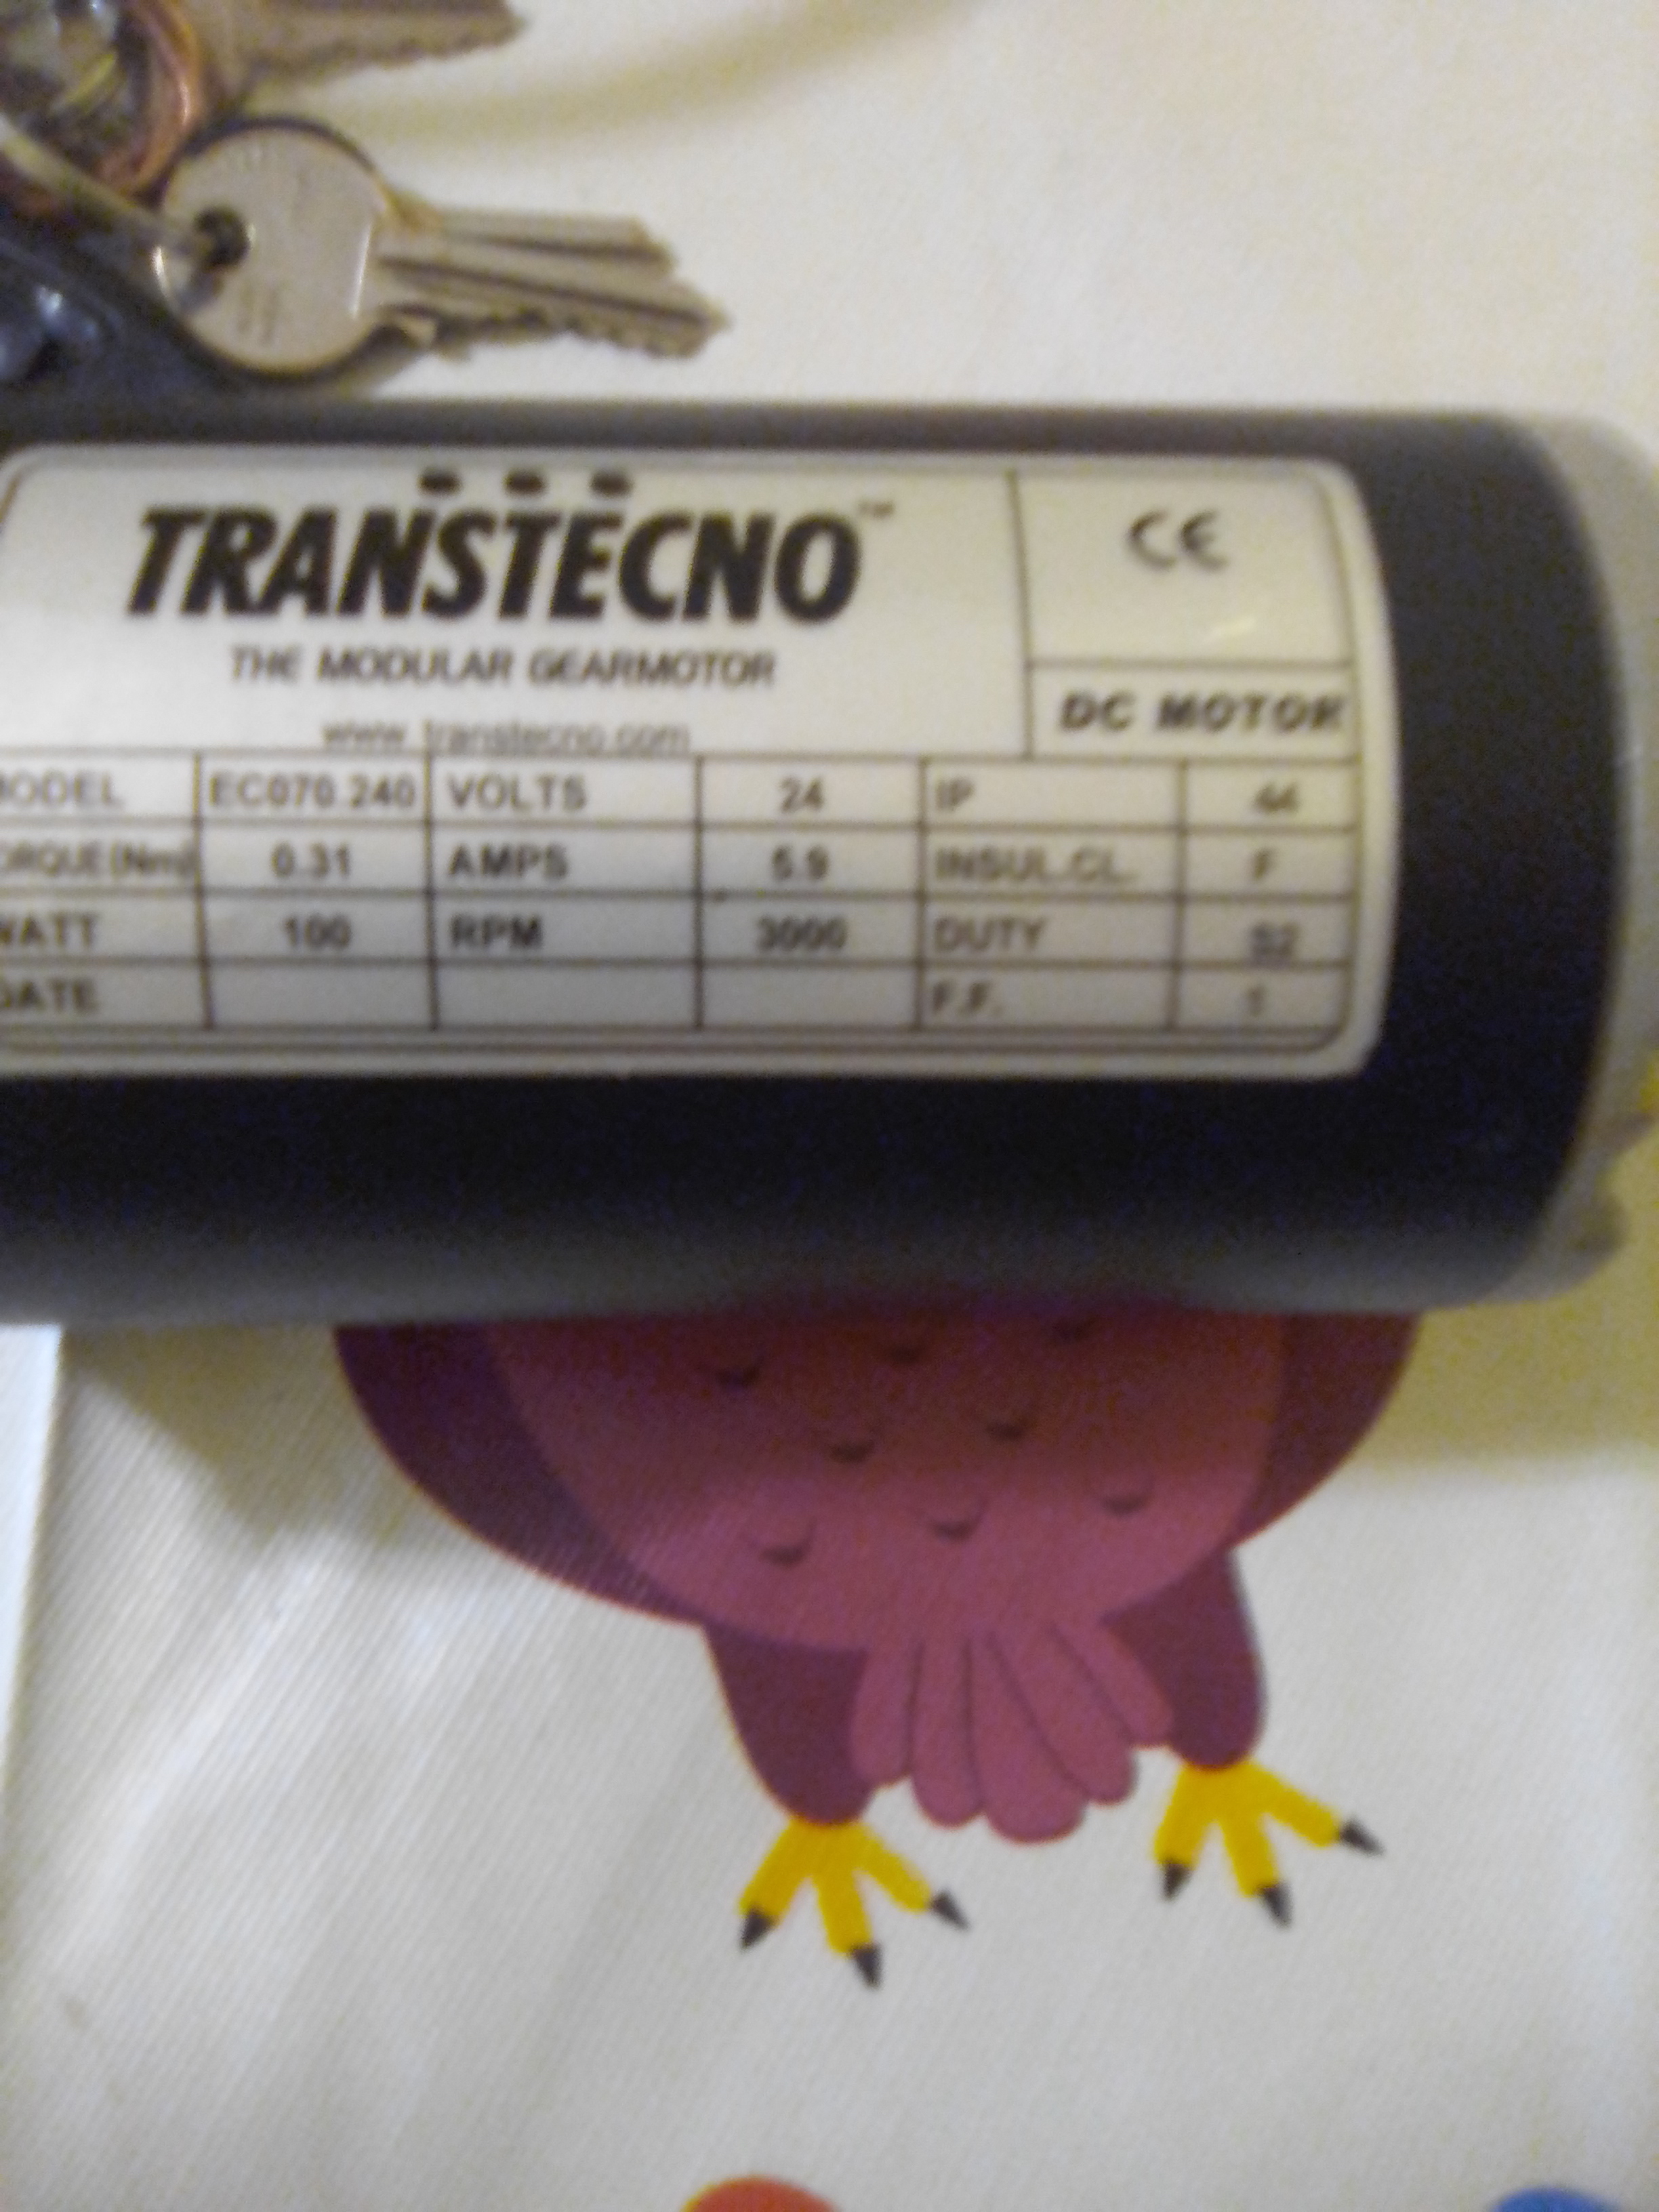 TRANSTECNO™
THE MODULAR GEARMOTOR
www.transtecno.com
CE
DC MOTOR
MODEL EC070.240 VOLTS 24 IP 44
TORQUE(Nm) 0.31 AMPS 5.9 INSUL.CL. F
WATT 100 RPM 3000 DUTY S2
DATE F.F. 1